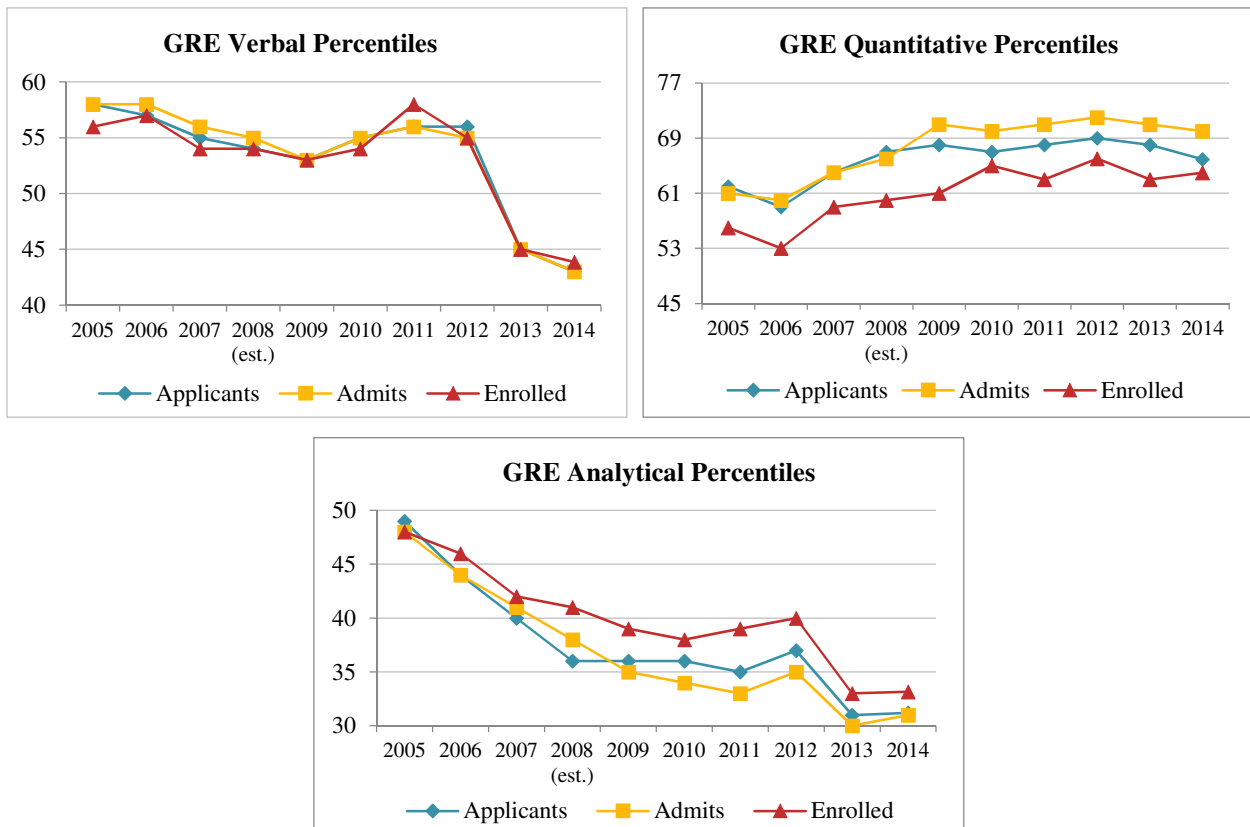 GRE Verbal Percentiles
60
55
50
45
40
2005 2006 2007 2008 2009 2010 2011 2012 2013 2014
(est.)
Applicants Admits Enrolled
GRE Quantitative Percentiles
77
69
61
53
45
2005 2006 2007 2008 2009 2010 2011 2012 2013 2014
(est.)
Applicants Admits Enrolled
GRE Analytical Percentiles
50
45
40
35
30
2005 2006 2007 2008 2009 2010 2011 2012 2013 2014
(est.)
Applicants Admits Enrolled